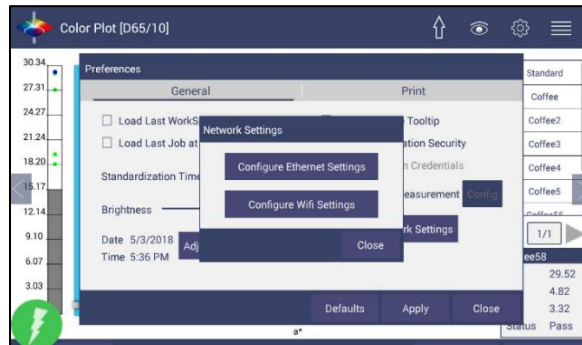 Color Plot [D65/10]
30.34
27.31
24.27
21.24
18.20
15.17
12.14
9.10
6.07
3.03
Preferences
General
Print
Load Last WorkS
Tooltip
Load Last Job at
ation Security
Credentials
Standardization Time
easurement
Config
Brightness
rk Settings
Date 5/3/2018
Time 5:36 PM
Adj
Network Settings
Configure Ethernet Settings
Configure Wifi Settings
Close
Defaults
Apply
Close
a*
Standard
Coffee
Coffee2
Coffee3
Coffee4
Coffee5
1/1
ee58
29.52
4.82
3.32
Status Pass